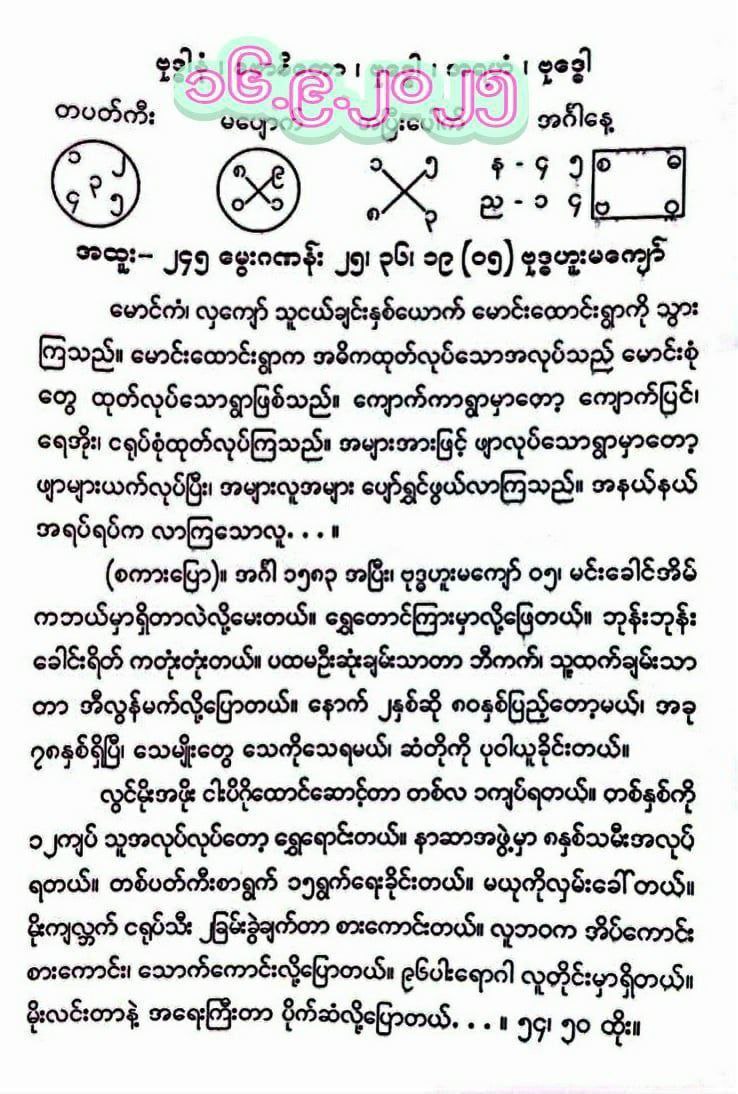 ဗုဒ္ဓါနံ ၊ ၊ ဗုဒ္ဓေါ ၊ ၊ ဗုဒ္ဓေါ
၁၆.၉.၂၀၂၅
တပတ်ကီး မပျောက် တပြီးပေါက် အင်္ဂါနေ့
၁ ၂ ၃ ၄ ၅
၈ ၉ ၀ ၁
၁ ၅ ၈ ၃
န - ၄ ၅
ည - ၁ ၄
စ ဓ ဗ ဝ
အထူး- ၂၄၅ မွေးဂဏန်း ၂၅၊ ၃၆၊ ၁၉ (၀၅) ဗုဒ္ဓဟူးမကျော်
မောင်ကံ၊ လှကျော် သူငယ်ချင်းနှစ်ယောက် မောင်းထောင်းရွာကို သွား
ကြသည်။ မောင်းထောင်းရွာက အဓိကထုတ်လုပ်သောအလုပ်သည် မောင်းစုံ
တွေ ထုတ်လုပ်သောရွာဖြစ်သည်။ ကျောက်ကာရွာမှာတော့ ကျောက်ပြင်၊
ရေအိုး၊ ငရုပ်စုံထုတ်လုပ်ကြသည်။ အများအားဖြင့် ဖျာလုပ်သောရွာမှာတော့
ဖျာများယက်လုပ်ပြီး၊ အများလူအများ ပျော်ရွှင်ဖွယ်လာကြသည်။ အနယ်နယ်
အရပ်ရပ်က လာကြသောလူ. . . ။
(စကားပြော)။ အင်္ဂါ ၁၅၈၃ အပြီး၊ ဗုဒ္ဓဟူးမကျော် ၀၅၊ မင်းခေါင်အိမ်
ကဘယ်မှာရှိတာလဲလို့မေးတယ်။ ရွှေတောင်ကြားမှာလို့ဖြေတယ်။ ဘုန်းဘုန်း
ခေါင်းရိတ် ကတုံးတုံးတယ်။ ပထမဦးဆုံးချမ်းသာတာ ဘီကက်၊ သူ့ထက်ချမ်းသာ
တာ အီလွန်မက်လို့ပြောတယ်။ နောက် ၂နှစ်ဆို ၈၀နှစ်ပြည့်တော့မယ်၊ အခု
၇၈နှစ်ရှိပြီ၊ သေမျိုးတွေ သေကိုသေရမယ်၊ ဆံတိုကို ပုဝါယူခိုင်းတယ်။
လွင်မိုးအဖိုး ငါးပိဂိုထောင်ဆောင့်တာ တစ်လ ၁ကျပ်ရတယ်။ တစ်နှစ်ကို
၁၂ကျပ် သူအလုပ်လုပ်တော့ ရွှေရောင်းတယ်။ နာဆာအဖွဲ့မှာ ၈နှစ်သမီးအလုပ်
ရတယ်။ တစ်ပတ်ကီးစာရွက် ၁၅ရွက်ရေးခိုင်းတယ်။ မယုကိုလှမ်းခေါ်တယ်။
မိုးကျလ္ဘက် ငရုပ်သီး ၂ခြမ်းခွဲချက်တာ စားကောင်းတယ်။ လူဘဝက အိပ်ကောင်း
စားကောင်း၊ သောက်ကောင်းလို့ပြောတယ်။ ၉၆ပါးရောဂါ လူတိုင်းမှာရှိတယ်။
မိုးလင်းတာနဲ့ အရေးကြီးတာ ပိုက်ဆံလို့ပြောတယ်. . . ။ ၅၄၊ ၅၀ ထိုး။